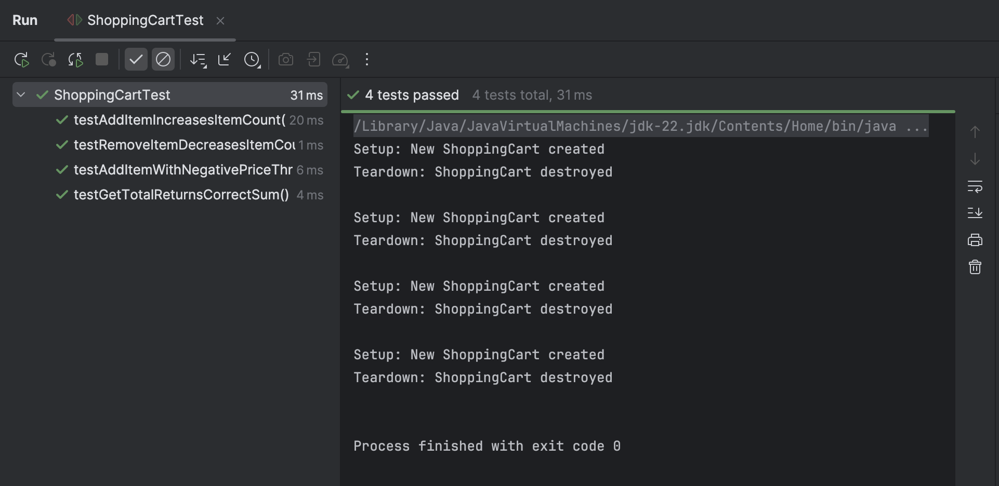 Run ShoppingCartTest
ShoppingCartTest 31 ms
testAddItemIncreasesItemCount( 20 ms
testRemoveItemDecreasesItemCou 1 ms
testAddItemWithNegativePriceThr 6 ms
testGetTotalReturnsCorrectSum() 4 ms
4 tests passed 4 tests total, 31 ms
/Library/Java/JavaVirtualMachines/jdk-22.jdk/Contents/Home/bin/java ...
Setup: New ShoppingCart created
Teardown: ShoppingCart destroyed
Setup: New ShoppingCart created
Teardown: ShoppingCart destroyed
Setup: New ShoppingCart created
Teardown: ShoppingCart destroyed
Setup: New ShoppingCart created
Teardown: ShoppingCart destroyed
Process finished with exit code 0